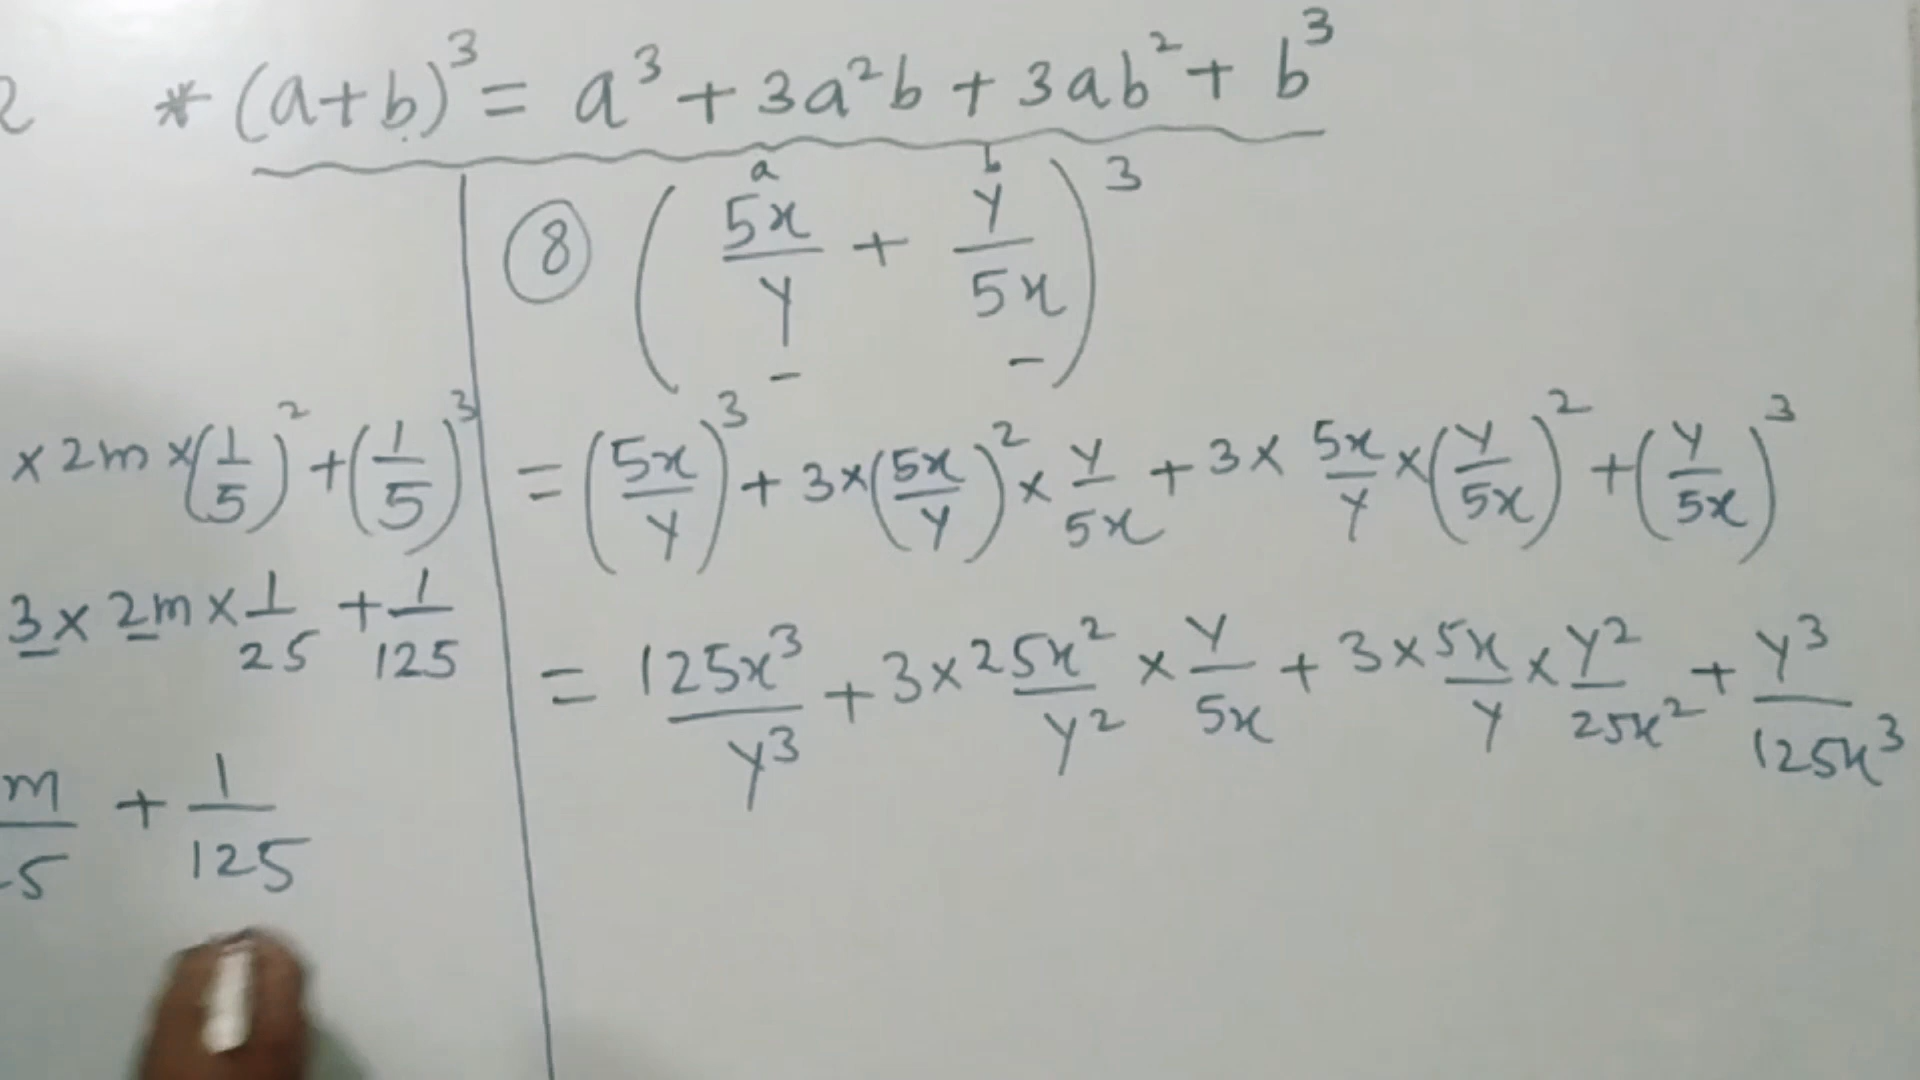 2 * (a+b)³ = a³ + 3a²b + 3ab² + b³
a b
⑧ (5x/y + y/5x)³
× 2m × (1/5)² + (1/5)³
= (5x/y)³ + 3×(5x/y)² × y/5x + 3× 5x/y × (y/5x)² + (y/5x)³
3 × 2m × 1/25 + 1/125
= 125x³/y³ + 3×25x²/y² × y/5x + 3×5x/y × y²/25x² + y³/125x³
m/5 + 1/125